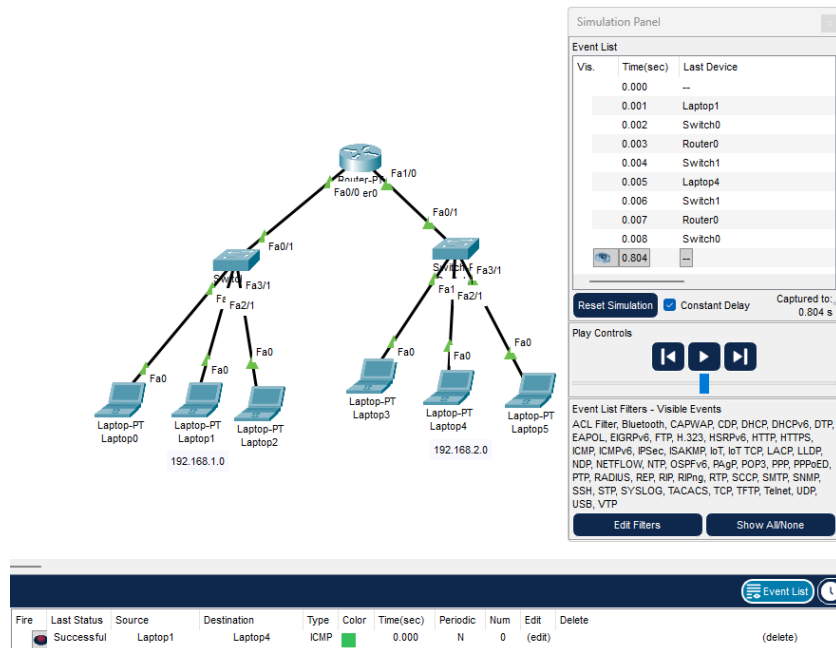 Simulation Panel
Event List
Vis. Time(sec) Last Device
0.000 --
0.001 Laptop1
0.002 Switch0
0.003 Router0
0.004 Switch1
0.005 Laptop4
0.006 Switch1
0.007 Router0
0.008 Switch0
0.804 --
Reset Simulation Constant Delay Captured to:
0.804 s
Play Controls
Event List Filters - Visible Events
ACL Filter, Bluetooth, CAPWAP, CDP, DHCP, DHCPv6, DTP,
EAPOL, EIGRPv6, FTP, H.323, HSRPv6, HTTP, HTTPS,
ICMP, ICMPv6, IPSec, ISAKMP, IoT, IoT TCP, LACP, LLDP,
NDP, NETFLOW, NTP, OSPFv6, PAgP, POP3, PPP, PPPoED,
PTP, RADIUS, REP, RIP, RIPng, RTP, SCCP, SMTP, SNMP,
SSH, STP, SYSLOG, TACACS, TCP, TFTP, Telnet, UDP,
USB, VTP
Edit Filters Show All/None
Fa1/0
Router-PT
Fa0/0 er0
Fa0/1
Fa0/1
Fa3/1
Fa2/1
Fa3/1
Fa2/1
Fa0
Fa0
Fa0
Fa0
Fa0
Fa0
Laptop-PT
Laptop0
Laptop-PT
Laptop1
Laptop-PT
Laptop2
192.168.1.0
Laptop-PT
Laptop3
Laptop-PT
Laptop4
Laptop-PT
Laptop5
192.168.2.0
Event List
Fire Last Status Source Destination Type Color Time(sec) Periodic Num Edit Delete
Successful Laptop1 Laptop4 ICMP 0.000 N 0 (edit) (delete)